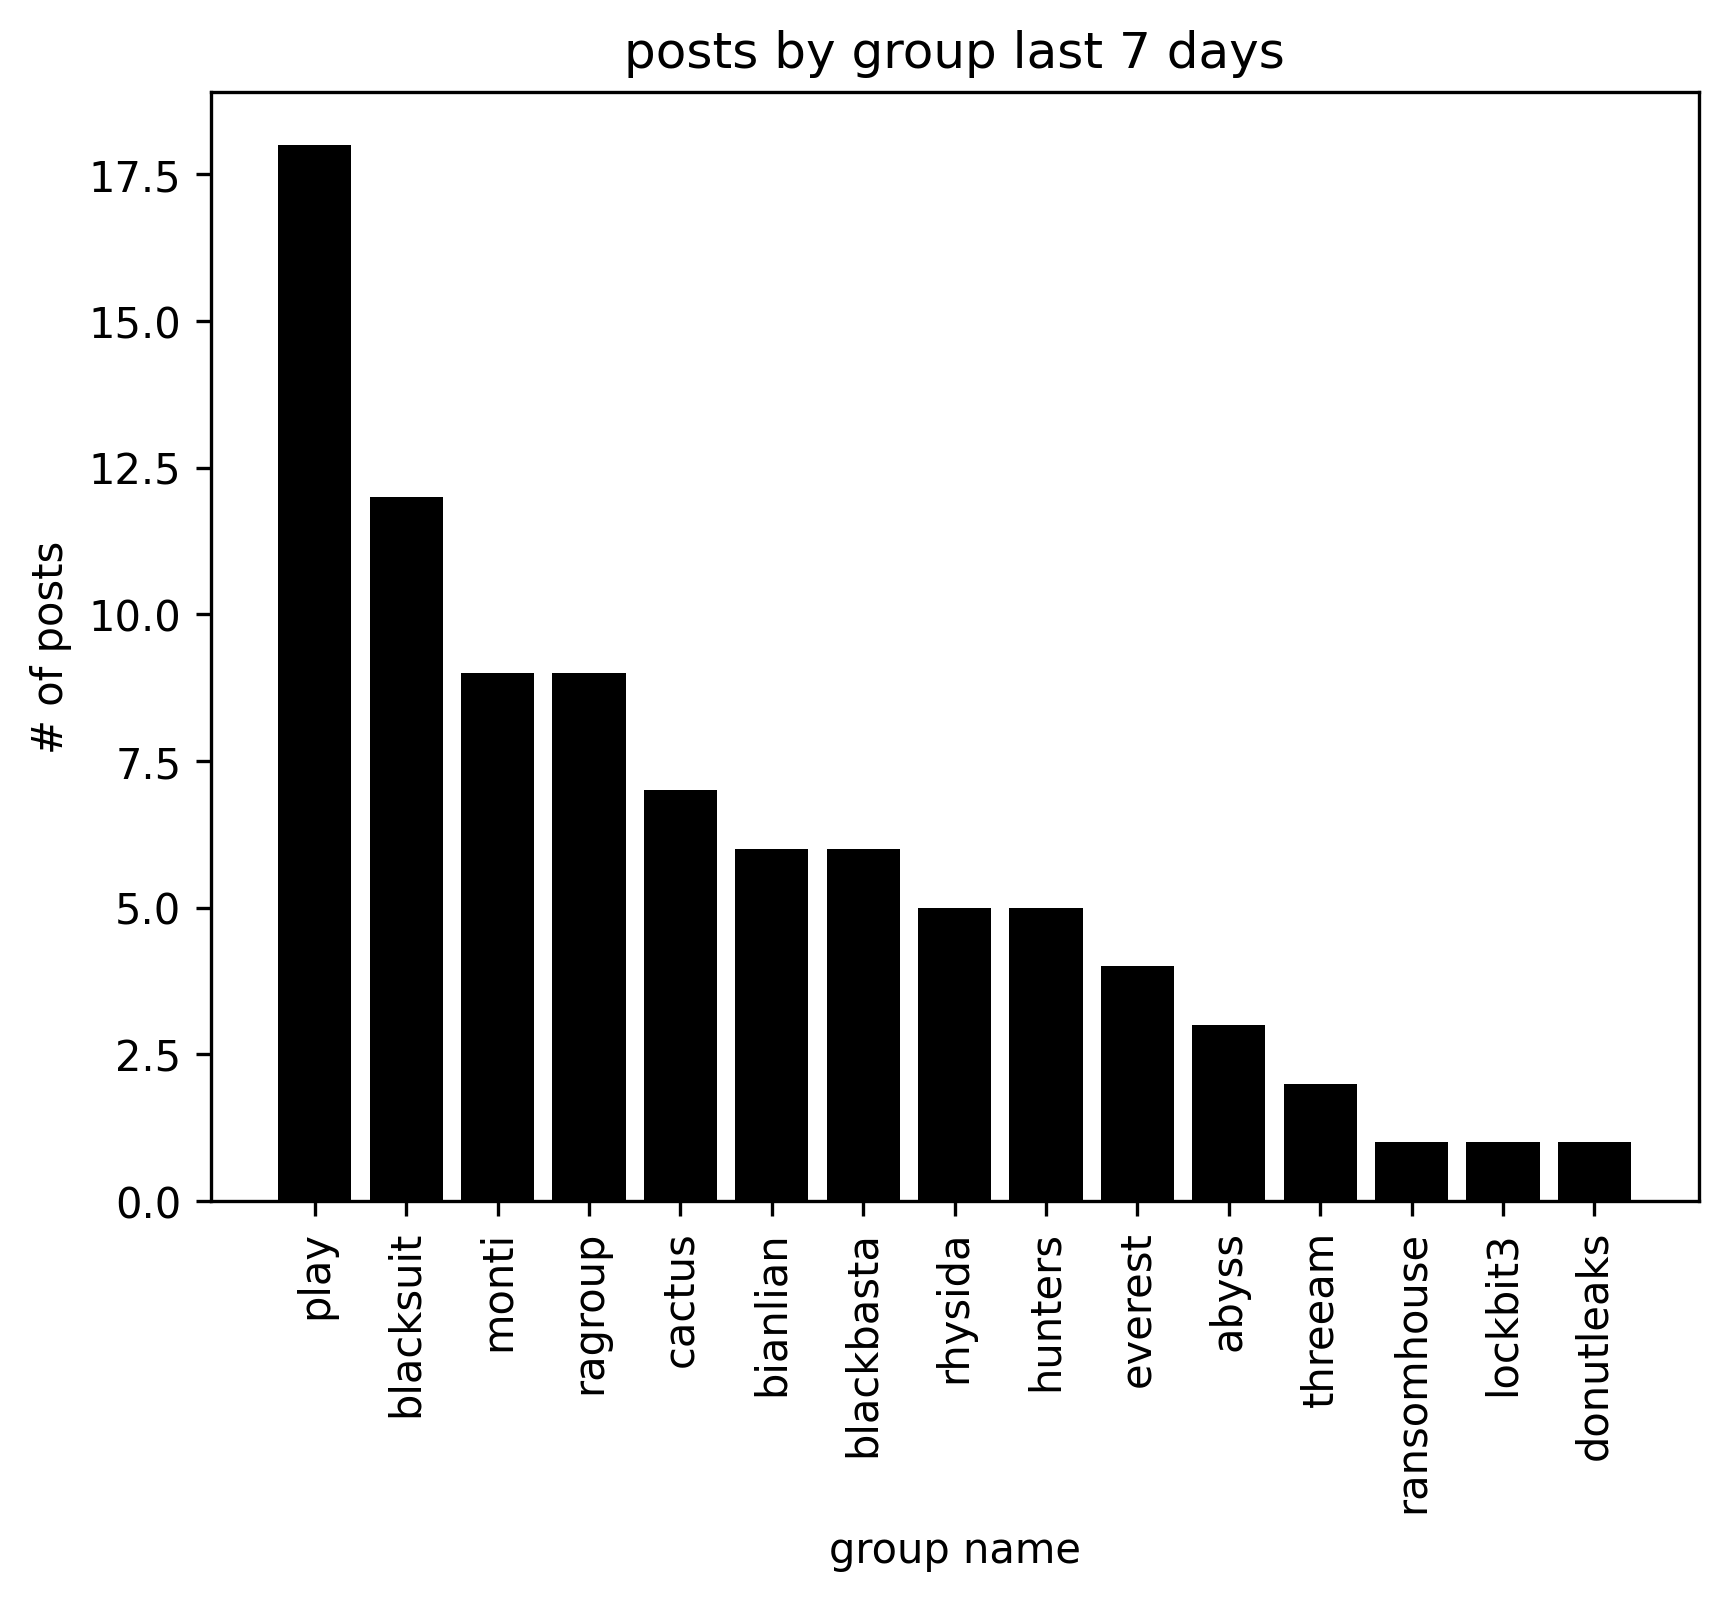 posts by group last 7 days
# of posts
17.5
15.0
12.5
10.0
7.5
5.0
2.5
0.0
play
blacksuit
monti
ragroup
cactus
bianlian
blackbasta
rhysida
hunters
everest
abyss
threeam
ransomhouse
lockbit3
donutleaks
group name